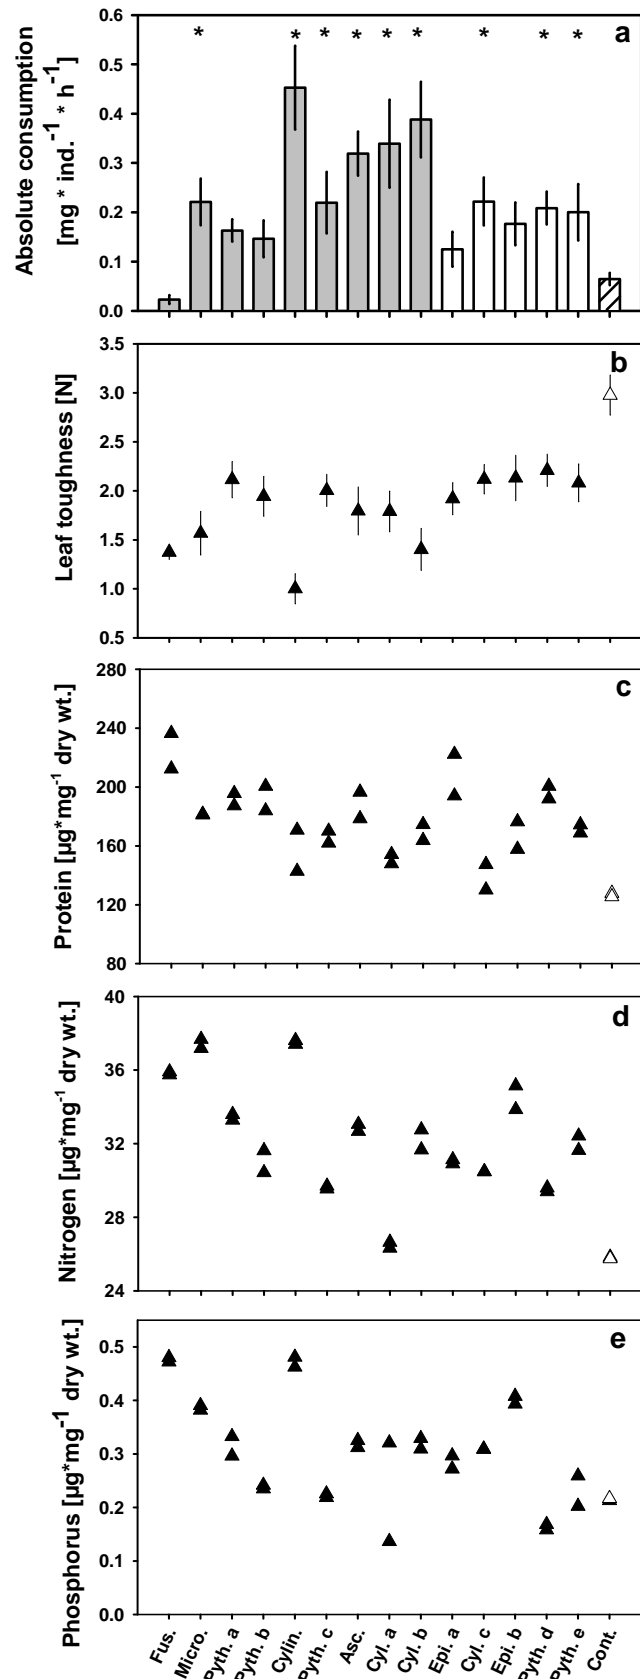 Absolute consumption
[mg * ind.⁻¹ * h⁻¹]
a
0.6
0.5
0.4
0.3
0.2
0.1
0.0
* * * * * * * * *
Leaf toughness [N]
b
3.5
3.0
2.5
2.0
1.5
1.0
0.5
Protein [µg*mg⁻¹ dry wt.]
c
280
240
200
160
120
80
Nitrogen [µg*mg⁻¹ dry wt.]
d
40
36
32
28
24
Phosphorus [µg*mg⁻¹ dry wt.]
e
0.5
0.4
0.3
0.2
0.1
0.0
Fus.
Micro.
Pyth. a
Pyth. b
Cylin.
Pyth. c
Asc.
Cyl. a
Cyl. b
Epi. a
Cyl. c
Epi. b
Pyth. d
Pyth. e
Cont.